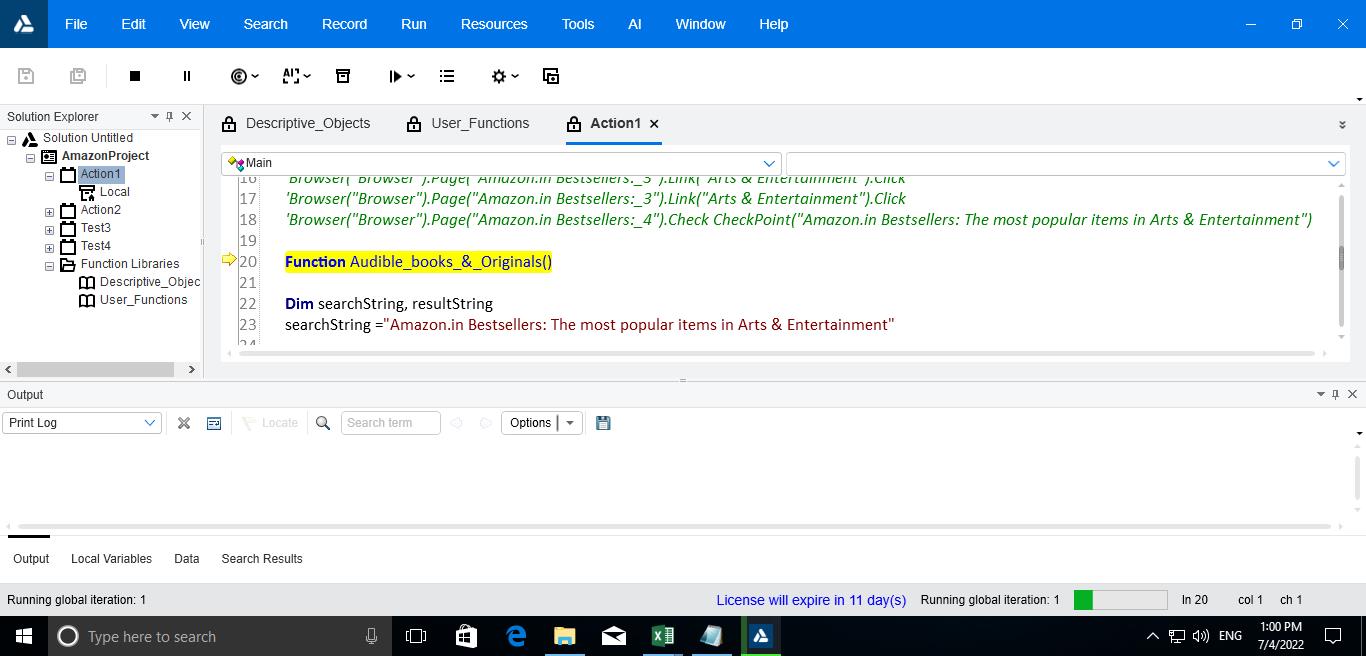 File Edit View Search Record Run Resources Tools AI Window Help
Solution Explorer
Solution Untitled
AmazonProject
Action1
Local
Action2
Test3
Test4
Function Libraries
Descriptive_Objec
User_Functions
Descriptive_Objects User_Functions Action1
Main
16 'Browser("Browser").Page("Amazon.in Bestsellers:_3").Link("Arts & Entertainment").Click
17 'Browser("Browser").Page("Amazon.in Bestsellers:_3").Link("Arts & Entertainment").Click
18 'Browser("Browser").Page("Amazon.in Bestsellers:_4").Check CheckPoint("Amazon.in Bestsellers: The most popular items in Arts & Entertainment")
19
20 Function Audible_books_&_Originals()
21
22 Dim searchString, resultString
23 searchString ="Amazon.in Bestsellers: The most popular items in Arts & Entertainment"
24
Output
Print Log Locate Search term Options
Output Local Variables Data Search Results
Running global iteration: 1 License will expire in 11 day(s) Running global iteration: 1 ln 20 col 1 ch 1
Type here to search ENG 1:00 PM
7/4/2022